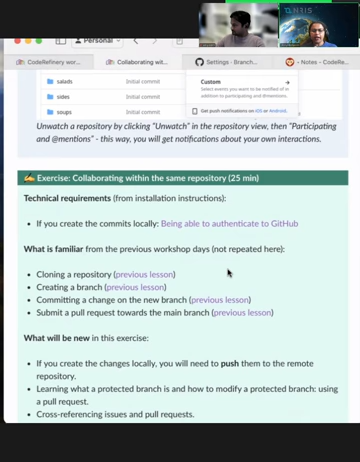 Personal
CodeRefinery wor...
Collaborating wi...
Settings · Branch...
Notes – CodeRe...
salads
Initial commit
sides
Initial commit
soups
Initial commit
Custom
Select events you want to be notified of in
addition to participating and @mentions.
Get push notifications on iOS or Android.
Unwatch a repository by clicking "Unwatch" in the repository view, then "Participating
and @mentions" - this way, you will get notifications about your own interactions.
Exercise: Collaborating within the same repository (25 min)
Technical requirements (from installation instructions):
• If you create the commits locally: Being able to authenticate to GitHub
What is familiar from the previous workshop days (not repeated here):
• Cloning a repository (previous lesson)
• Creating a branch (previous lesson)
• Committing a change on the new branch (previous lesson)
• Submit a pull request towards the main branch (previous lesson)
What will be new in this exercise:
• If you create the changes locally, you will need to push them to the remote
repository.
• Learning what a protected branch is and how to modify a protected branch: using
a pull request.
• Cross-referencing issues and pull requests.